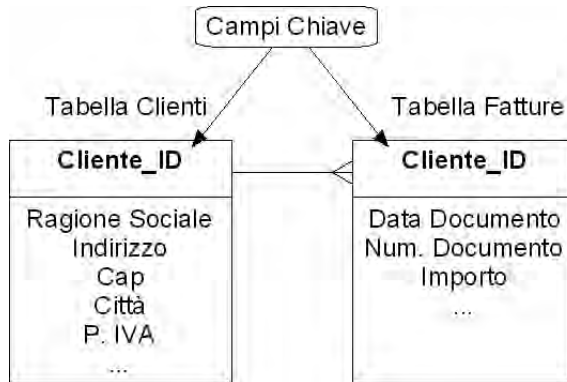 Campi Chiave
Tabella Clienti
Cliente_ID
Ragione Sociale
Indirizzo
Cap
Città
P. IVA
...
Tabella Fatture
Cliente_ID
Data Documento
Num. Documento
Importo
...